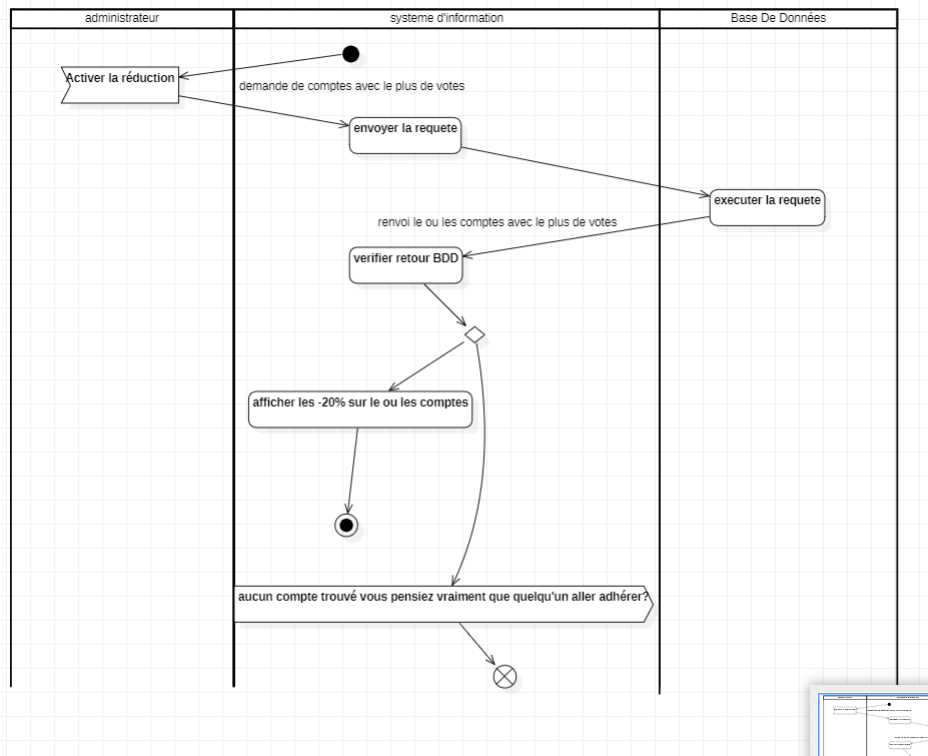 administrateur
systeme d'information
Base De Données
Activer la réduction
demande de comptes avec le plus de votes
envoyer la requete
executer la requete
renvoi le ou les comptes avec le plus de votes
verifier retour BDD
afficher les -20% sur le ou les comptes
aucun compte trouvé vous pensiez vraiment que quelqu'un aller adhérer?